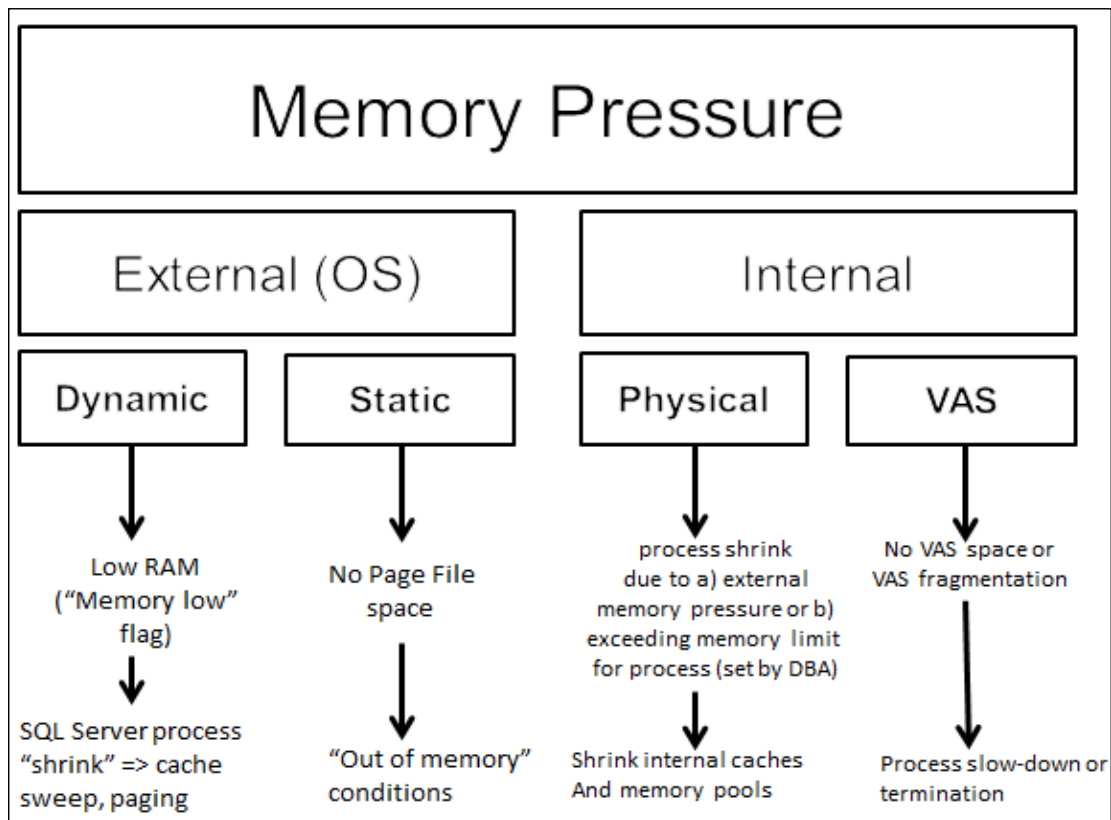 Memory Pressure
External (OS)
Internal
Dynamic
Static
Physical
VAS
Low RAM
(“Memory low”
flag)
SQL Server process
“shrink” => cache
sweep, paging
No Page File
space
“Out of memory”
conditions
process shrink
due to a) external
memory pressure or b)
exceeding memory limit
for process (set by DBA)
Shrink internal caches
And memory pools
No VAS space or
VAS fragmentation
Process slow-down or
termination